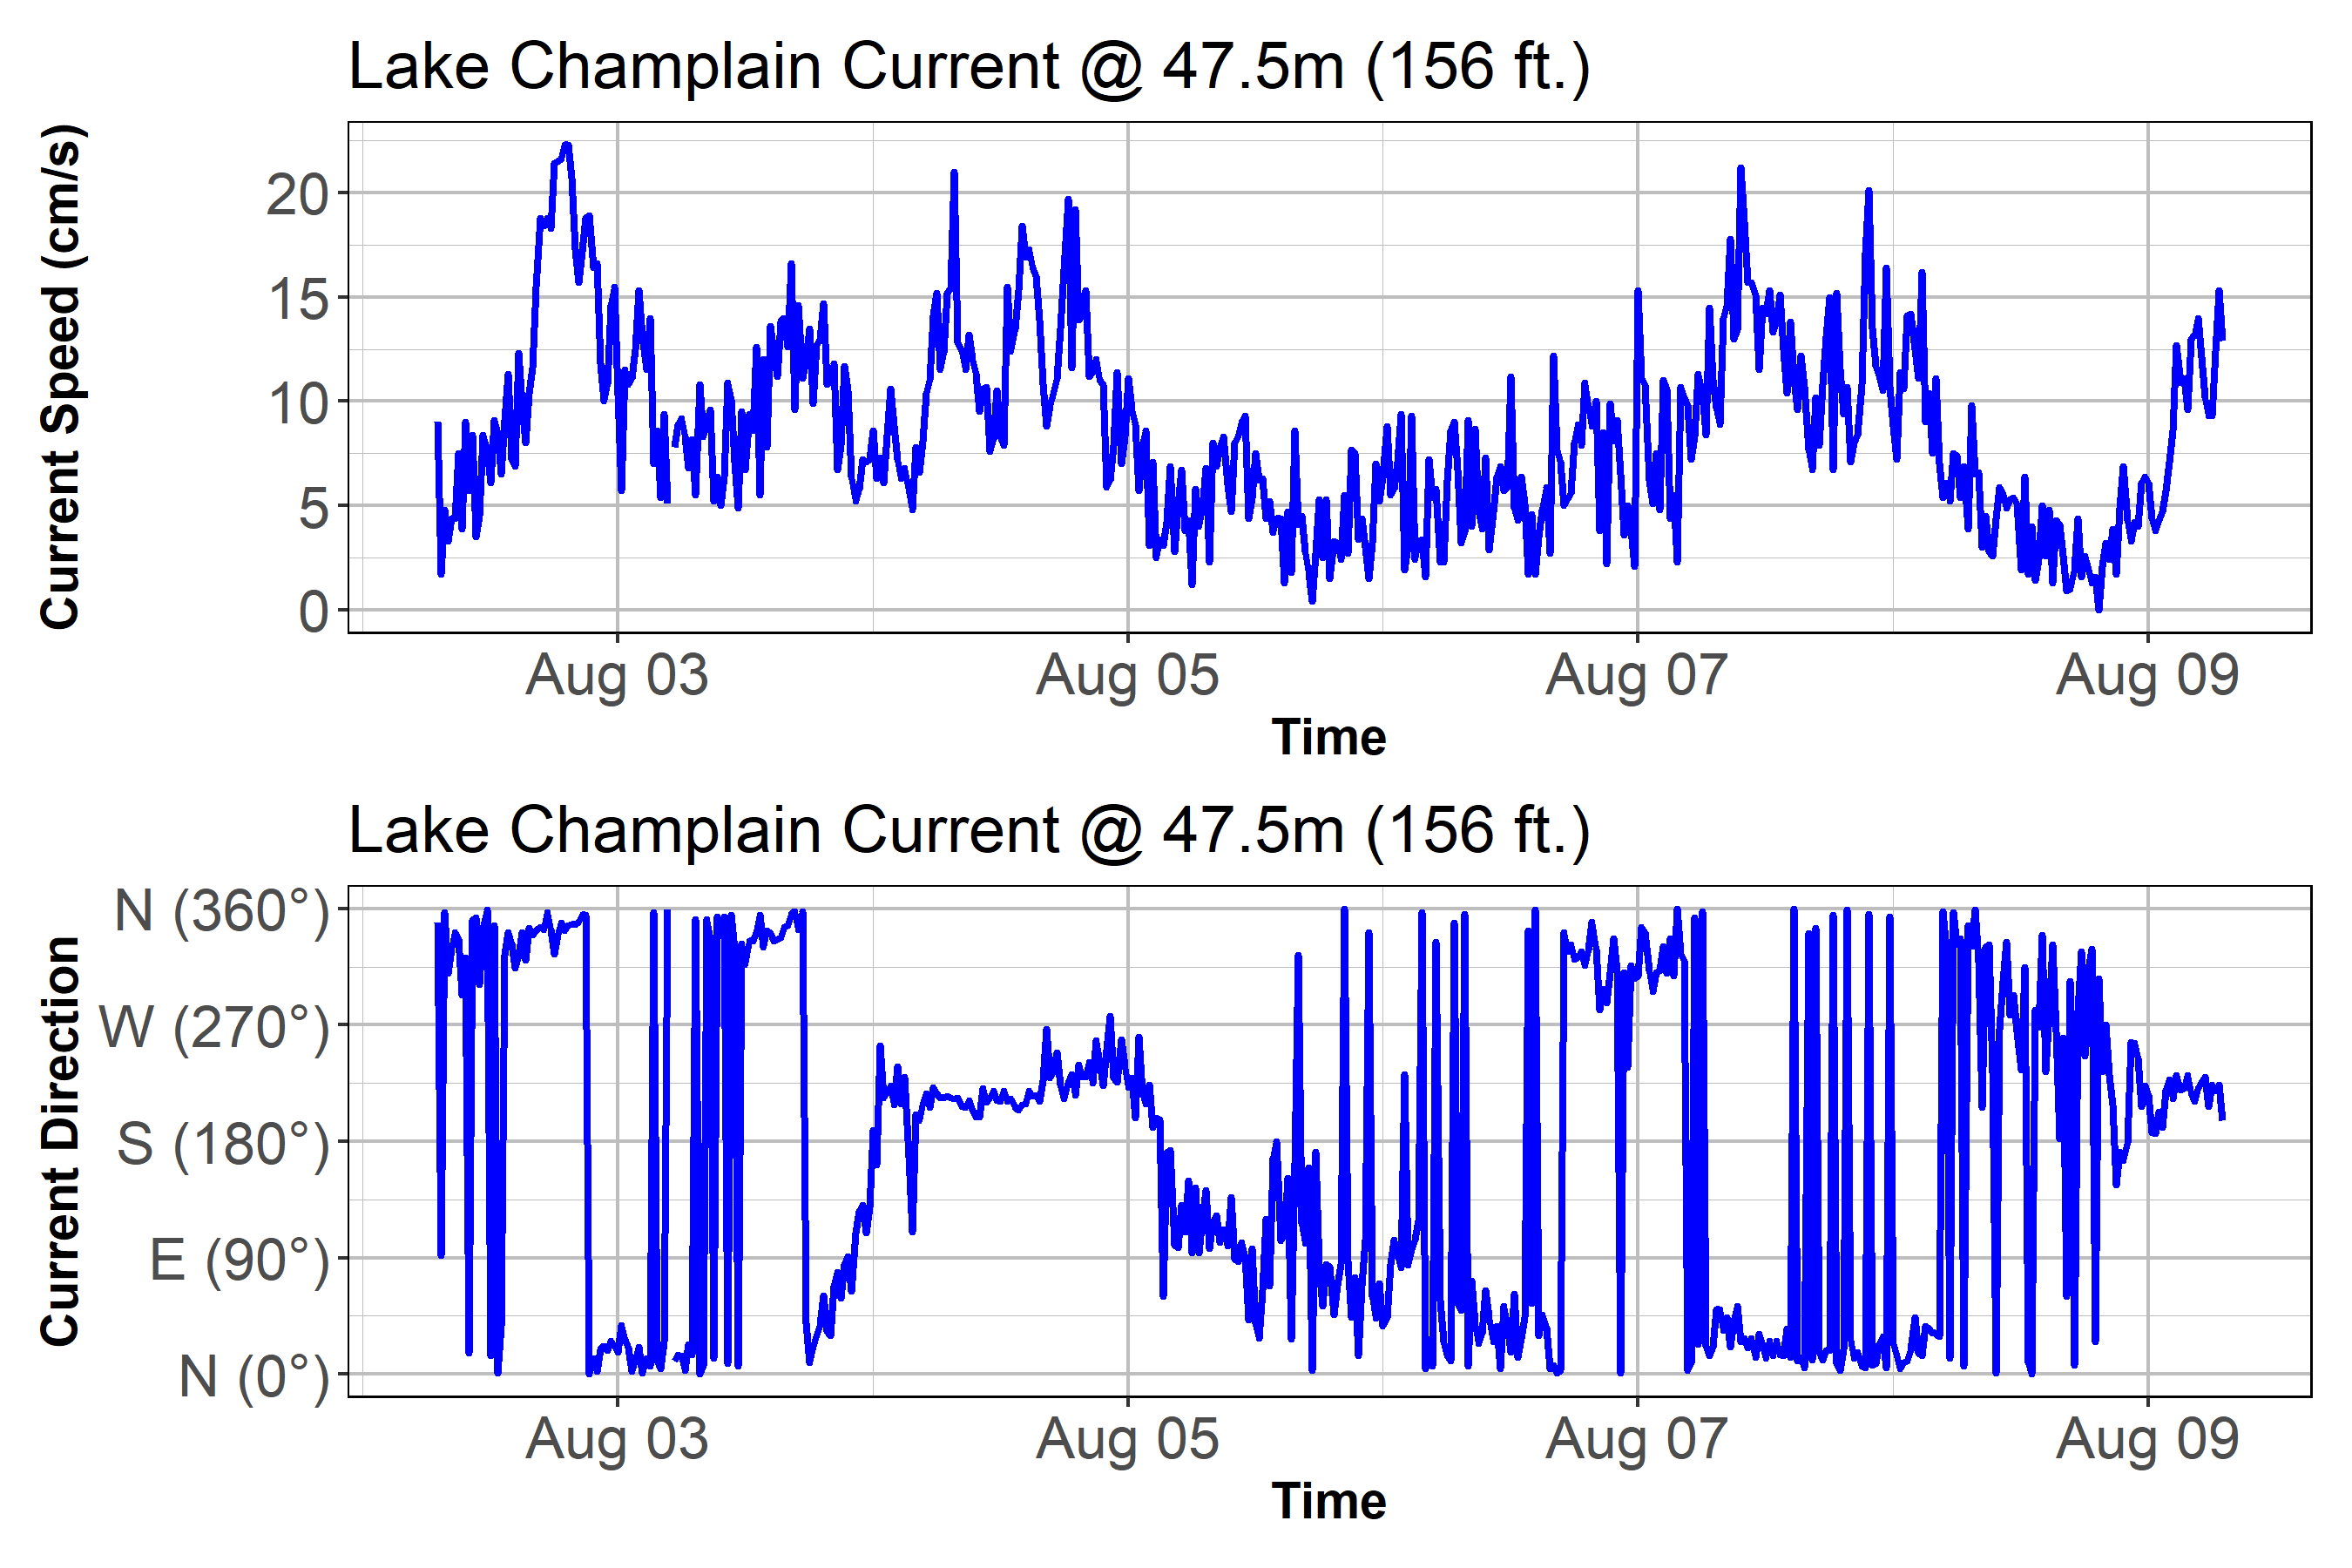 Lake Champlain Current @ 47.5m (156 ft.)
Current Speed (cm/s)
20
15
10
5
0
Aug 03 Aug 05 Aug 07 Aug 09
Time
Lake Champlain Current @ 47.5m (156 ft.)
Current Direction
N (360°)
W (270°)
S (180°)
E (90°)
N (0°)
Aug 03 Aug 05 Aug 07 Aug 09
Time